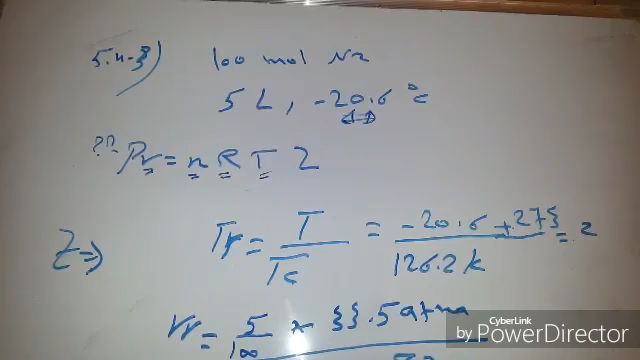 5.4-3) 100 mol N2
5 L, -20.6 °C
?? Pv = n R T Z
Z ⇒ Tr = T / Tc = -20.6 + 273 / 126.2 K = 2
Vr = 5 / 100 × 33.5 atm
CyberLink
by PowerDirector